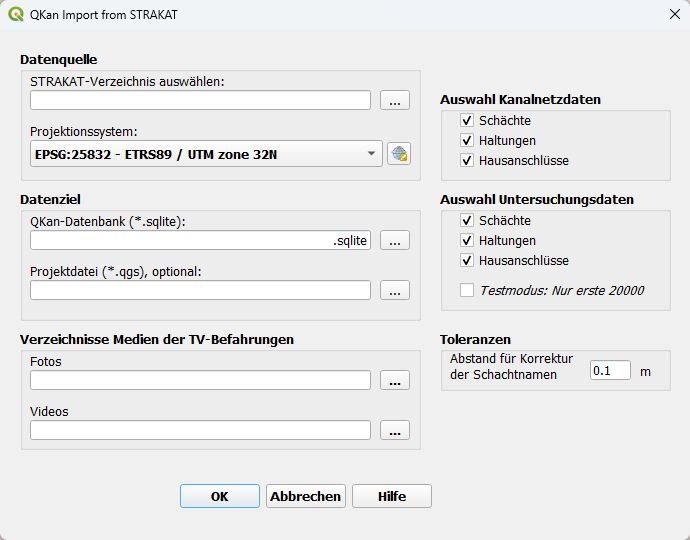 QKan Import from STRAKAT
Datenquelle
STRAKAT-Verzeichnis auswählen:
...
Projektionssystem:
EPSG:25832 - ETRS89 / UTM zone 32N
Datenziel
QKan-Datenbank (*.sqlite):
.sqlite
...
Projektdatei (*.qgs), optional:
...
Verzeichnisse Medien der TV-Befahrungen
Fotos
...
Videos
...
Auswahl Kanalnetzdaten
Schächte
Haltungen
Hausanschlüsse
Auswahl Untersuchungsdaten
Schächte
Haltungen
Hausanschlüsse
Testmodus: Nur erste 20000
Toleranzen
Abstand für Korrektur
der Schachtnamen
0.1 m
OK
Abbrechen
Hilfe